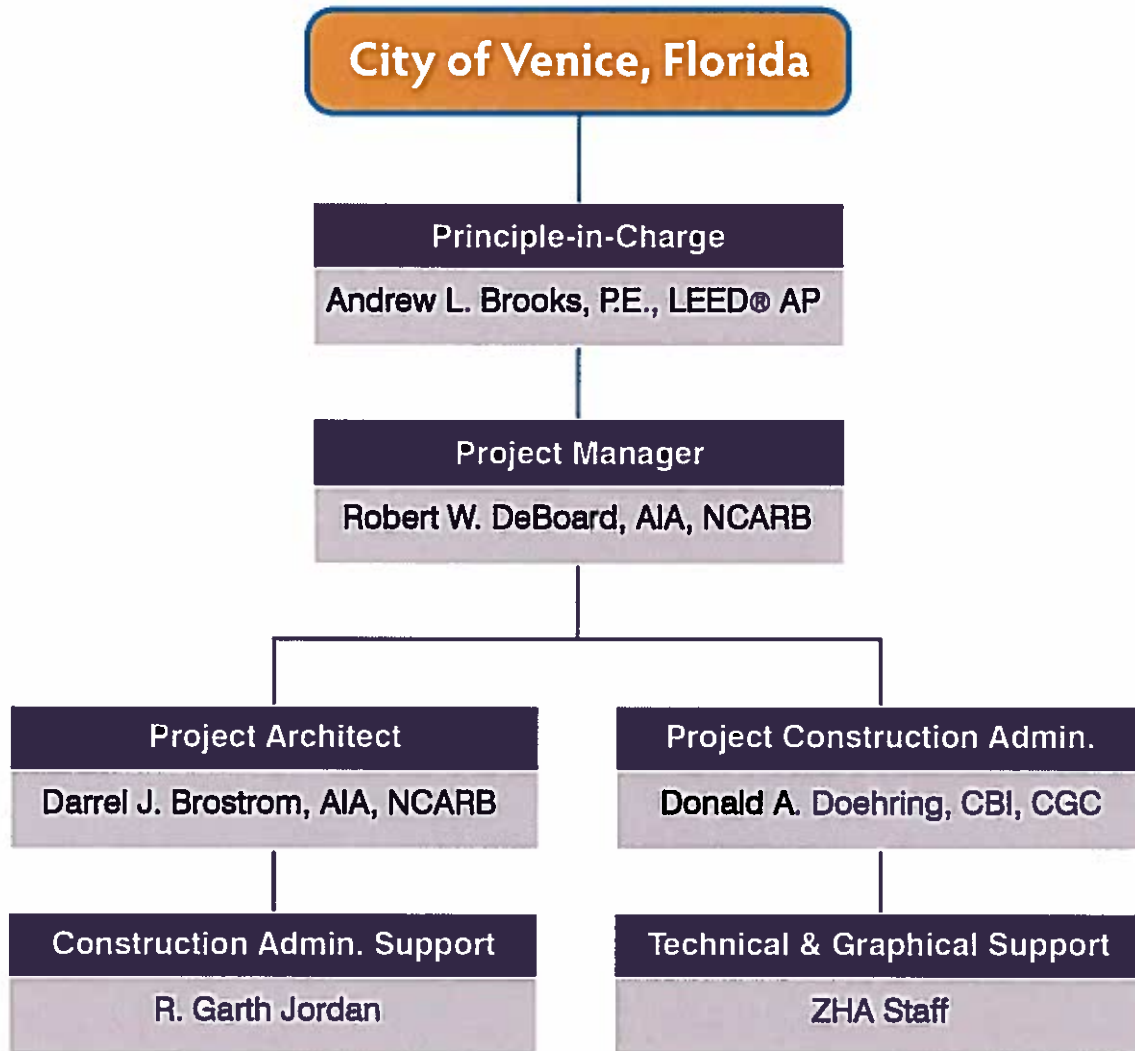 City of Venice, Florida
Principle-in-Charge
Andrew L. Brooks, P.E., LEED® AP
Project Manager
Robert W. DeBoard, AIA, NCARB
Project Architect
Darrel J. Brostrom, AIA, NCARB
Project Construction Admin.
Donald A. Doehring, CBI, CGC
Construction Admin. Support
R. Garth Jordan
Technical & Graphical Support
ZHA Staff